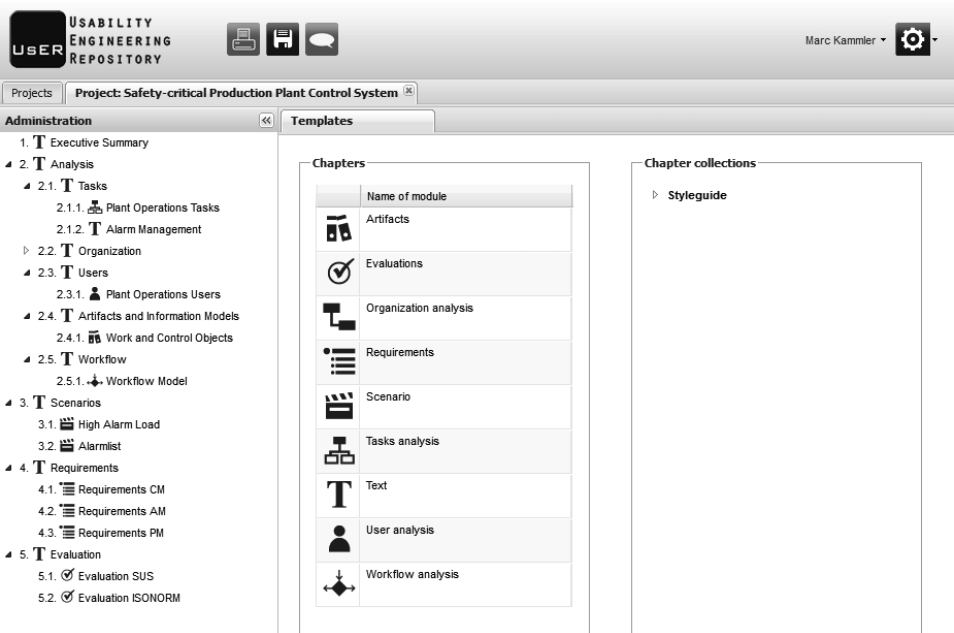 USABILITY
ENGINEERING
REPOSITORY
USER
Marc Kammler
Projects
Project: Safety-critical Production Plant Control System
Administration
Templates
1. T Executive Summary
2. T Analysis
2.1. T Tasks
2.1.1. Plant Operations Tasks
2.1.2. T Alarm Management
2.2. T Organization
2.3. T Users
2.3.1. Plant Operations Users
2.4. T Artifacts and Information Models
2.4.1. Work and Control Objects
2.5. T Workflow
2.5.1. Workflow Model
3. T Scenarios
3.1. High Alarm Load
3.2. Alarmlist
4. T Requirements
4.1. Requirements CM
4.2. Requirements AM
4.3. Requirements PM
5. T Evaluation
5.1. Evaluation SUS
5.2. Evaluation ISONORM
Chapters
Name of module
Artifacts
Evaluations
Organization analysis
Requirements
Scenario
Tasks analysis
T Text
User analysis
Workflow analysis
Chapter collections
Styleguide